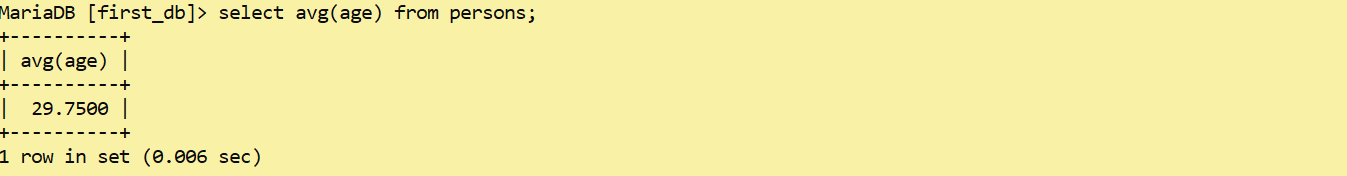 MariaDB [first_db]> select avg(age) from persons;
+----------+
| avg(age) |
+----------+
|  29.7500 |
+----------+
1 row in set (0.006 sec)